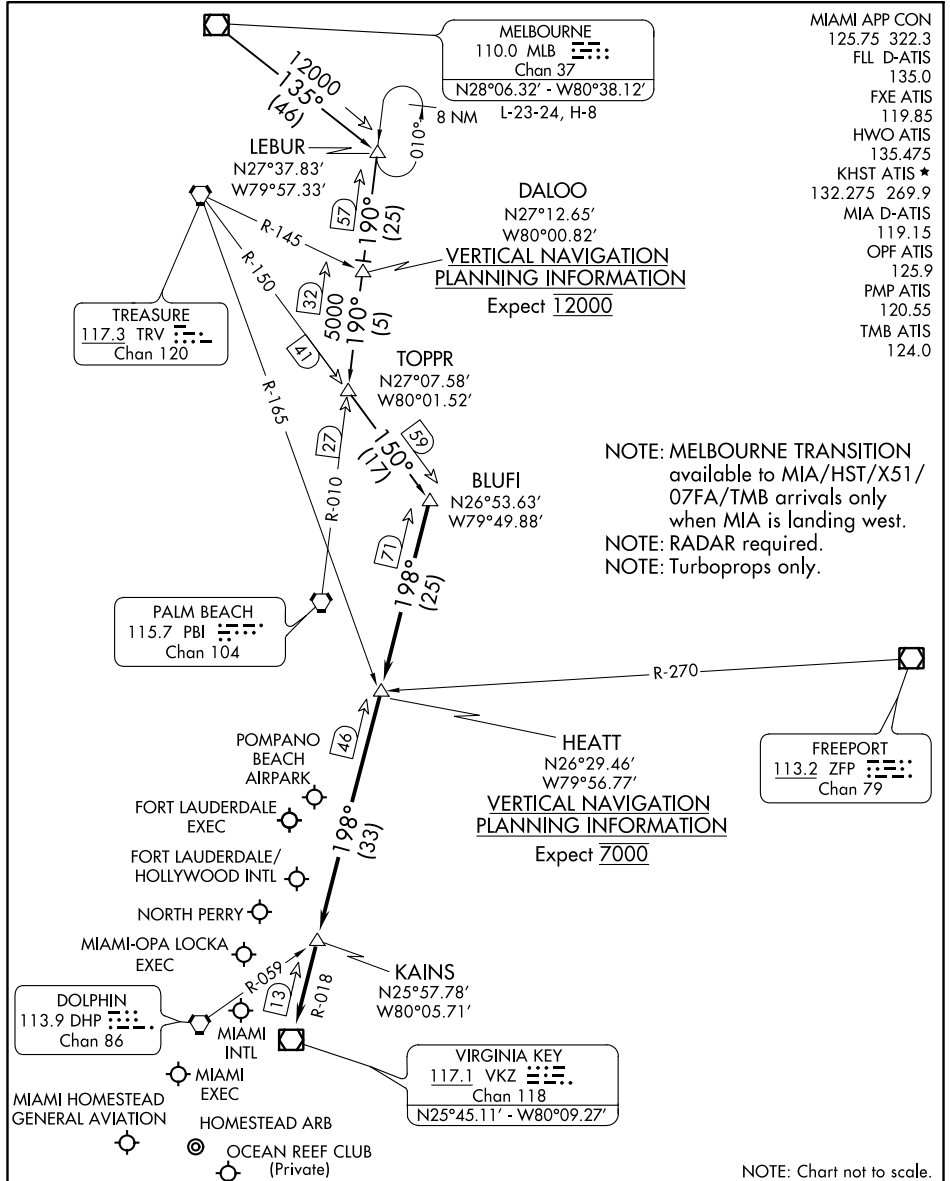 MELBOURNE
110.0 MLB
Chan 37
N28°06.32' - W80°38.12'
L-23-24, H-8
MIAMI APP CON
125.75 322.3
FLL D-ATIS
135.0
FXE ATIS
119.85
HWO ATIS
135.475
KHST ATIS ★
132.275 269.9
MIA D-ATIS
119.15
OPF ATIS
125.9
PMP ATIS
120.55
TMB ATIS
124.0
12000
135°
(46)
8 NM
010°
LEBUR
N27°37.83'
W79°57.33'
57
190°
(25)
DALOO
N27°12.65'
W80°00.82'
VERTICAL NAVIGATION
PLANNING INFORMATION
Expect 12000
R-145
R-150
R-165
TREASURE
117.3 TRV
Chan 120
32
5000
190°
(5)
41
TOPPR
N27°07.58'
W80°01.52'
27
R-010
150°
(17)
59
BLUFI
N26°53.63'
W79°49.88'
NOTE: MELBOURNE TRANSITION
available to MIA/HST/X51/
07FA/TMB arrivals only
when MIA is landing west.
NOTE: RADAR required.
NOTE: Turboprops only.
71
198°
(25)
PALM BEACH
115.7 PBI
Chan 104
R-270
FREEPORT
113.2 ZFP
Chan 79
HEATT
N26°29.46'
W79°56.77'
VERTICAL NAVIGATION
PLANNING INFORMATION
Expect 7000
46
198°
(33)
POMPANO
BEACH
AIRPARK
FORT LAUDERDALE
EXEC
FORT LAUDERDALE/
HOLLYWOOD INTL
NORTH PERRY
MIAMI-OPA LOCKA
EXEC
R-059
KAINS
N25°57.78'
W80°05.71'
13
R-018
DOLPHIN
113.9 DHP
Chan 86
MIAMI
INTL
VIRGINIA KEY
117.1 VKZ
Chan 118
N25°45.11' - W80°09.27'
MIAMI
EXEC
MIAMI HOMESTEAD
GENERAL AVIATION
HOMESTEAD ARB
OCEAN REEF CLUB
(Private)
NOTE: Chart not to scale.